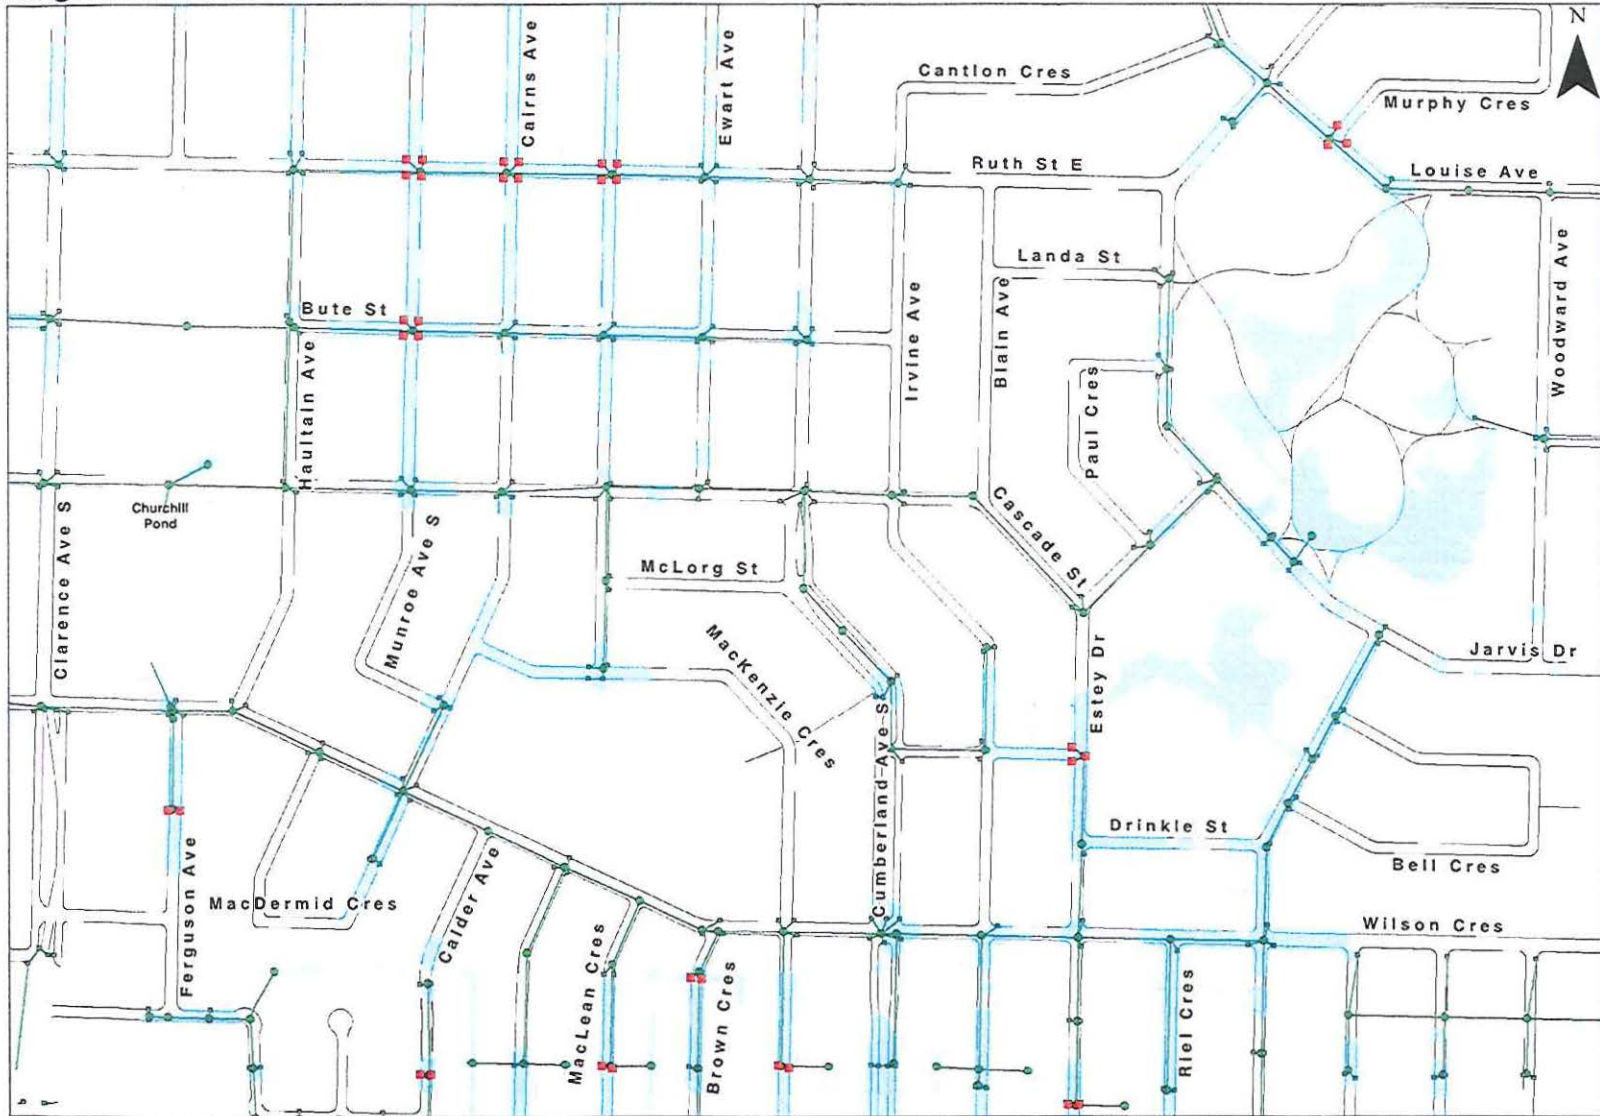 N
Cairns Ave
Ewart Ave
Cantlon Cres
Murphy Cres
Ruth St E
Louise Ave
Landa St
Woodward Ave
Bute St
Haultain Ave
Irvine Ave
Blain Ave
Paul Cres
Churchill
Pond
Clarence Ave S
Munroe Ave S
McLorg St
Cascade St
MacKenzie Cres
Cumberland Ave S
Estey Dr
Jarvis Dr
Drinkle St
Bell Cres
Ferguson Ave
MacDermid Cres
Calder Ave
MacLean Cres
Brown Cres
Wilson Cres
Riel Cres